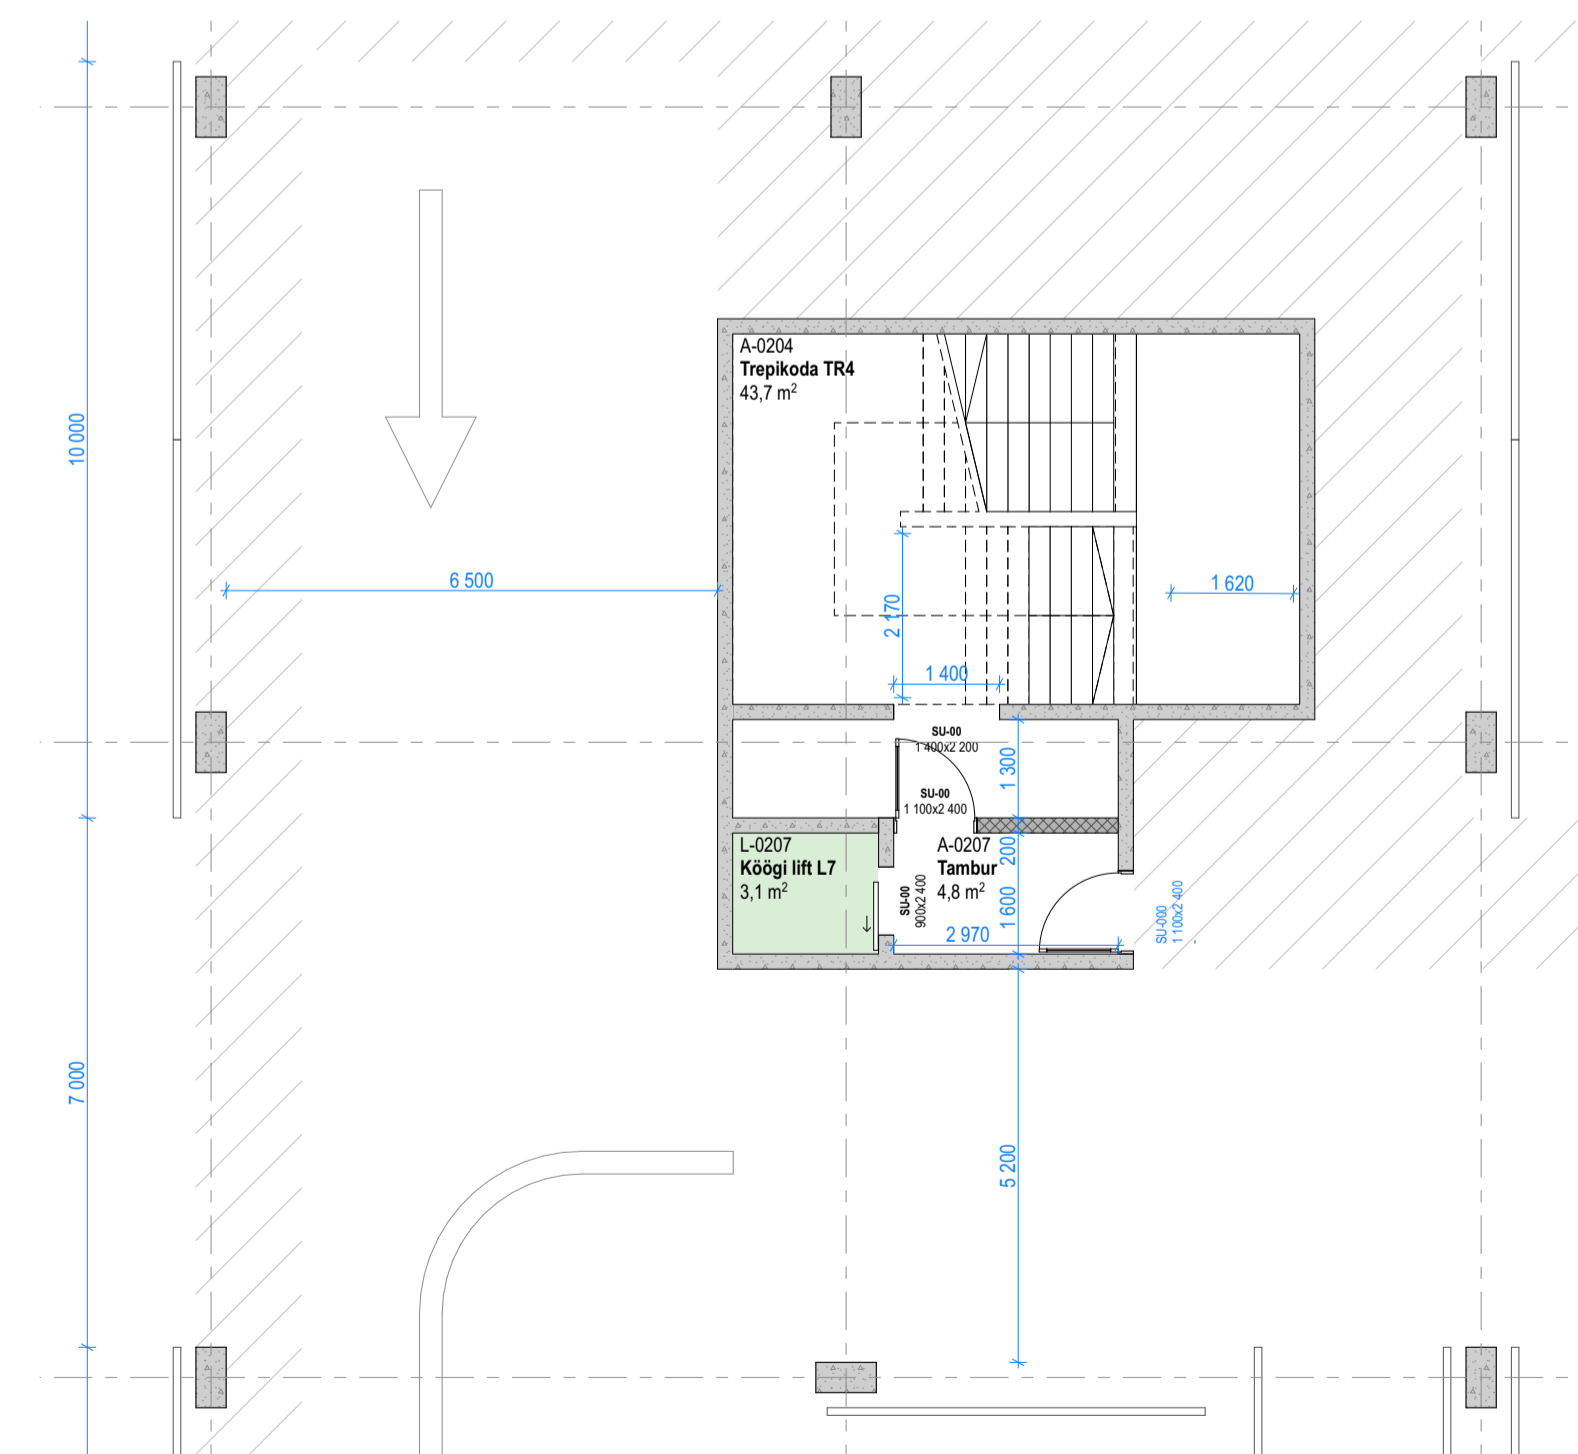 A-0204
Trepikoda TR4
43,7 m²
10 000
6 500
1 620
2 170
1 400
SU-00
1 400x2 200
1 300
SU-00
1 100x2 400
L-0207
Köögi lift L7
3,1 m²
A-0207
Tambur
4,8 m²
200
SU-00
900x2 400
1 600
2 970
SU-000
1 100x2 400
-
7 000
5 200